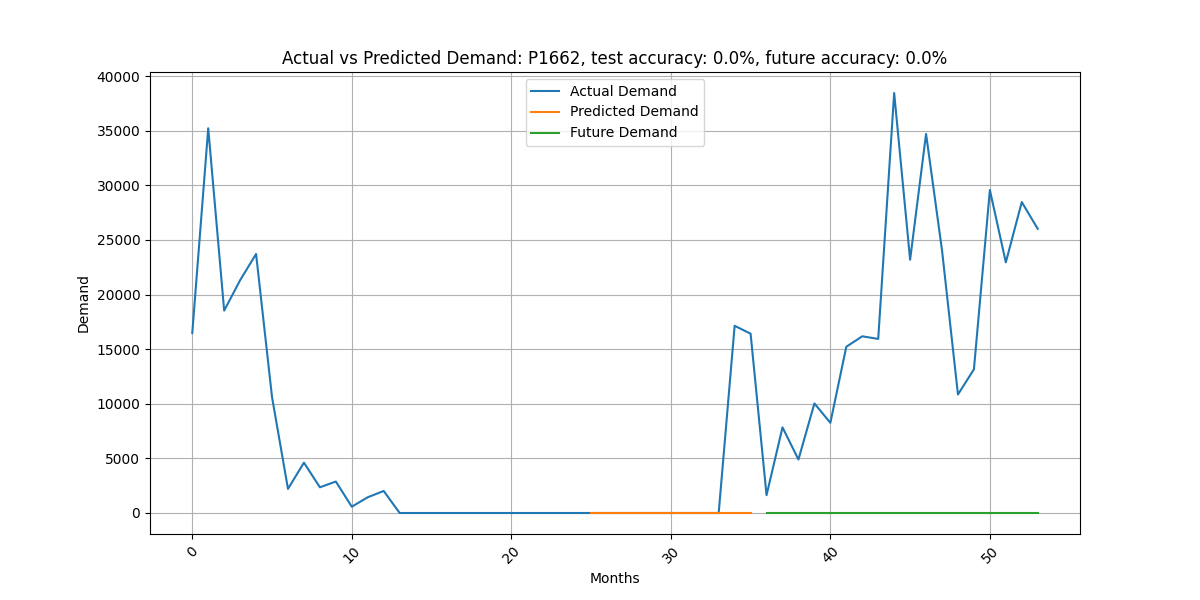 Actual vs Predicted Demand: P1662, test accuracy: 0.0%, future accuracy: 0.0%
40000
35000
30000
25000
20000
15000
10000
5000
0
Demand
Actual Demand
Predicted Demand
Future Demand
0
10
20
30
40
50
Months